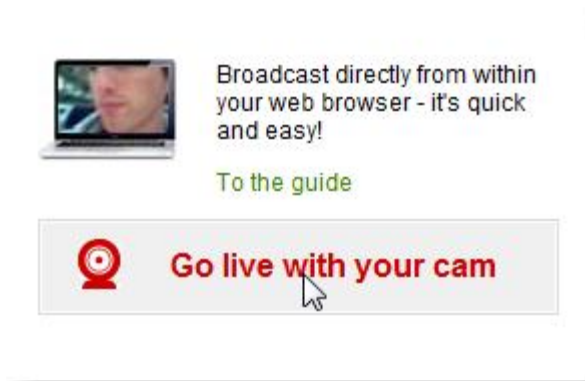 Broadcast directly from within
your web browser - it's quick
and easy!
To the guide
Go live with your cam